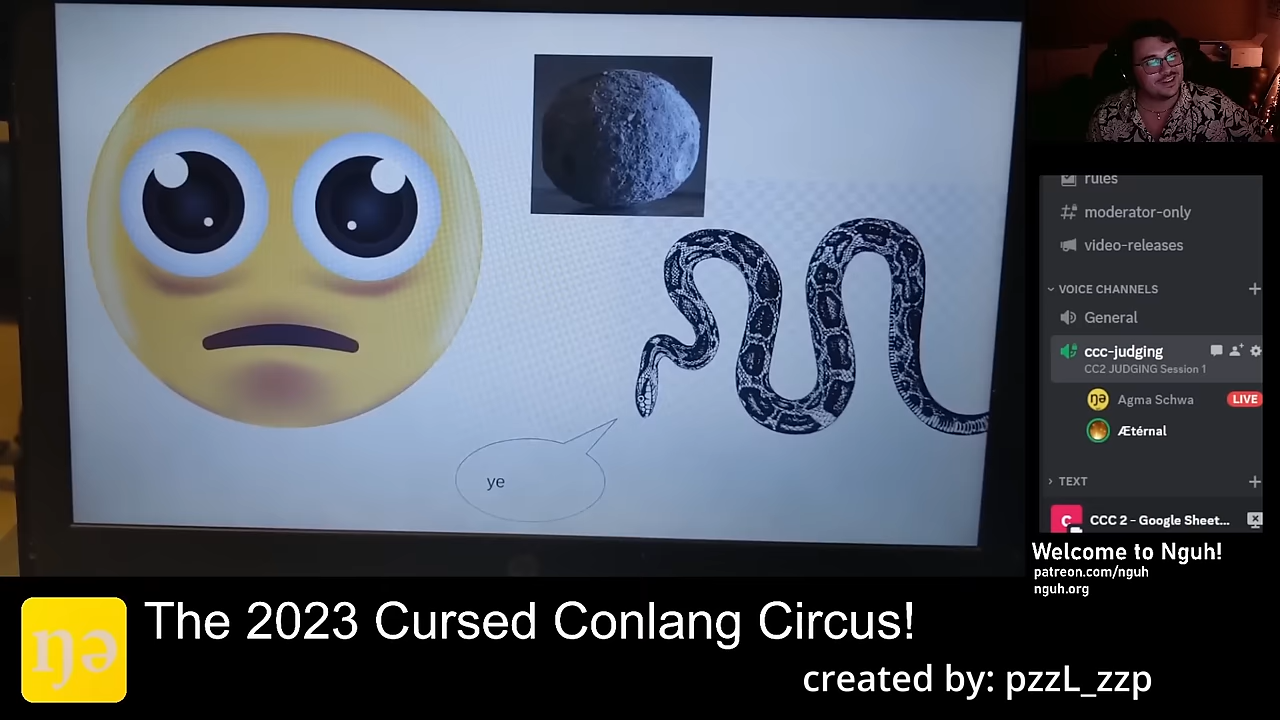 ye
rules
moderator-only
video-releases
VOICE CHANNELS
General
ccc-judging
CC2 JUDGING Session 1
ŋə
Agma Schwa
LIVE
Ætérnal
TEXT
C
CCC 2 - Google Sheet...
Welcome to Nguh!
patreon.com/nguh
nguh.org
ŋə
The 2023 Cursed Conlang Circus!
created by: pzzL_zzp